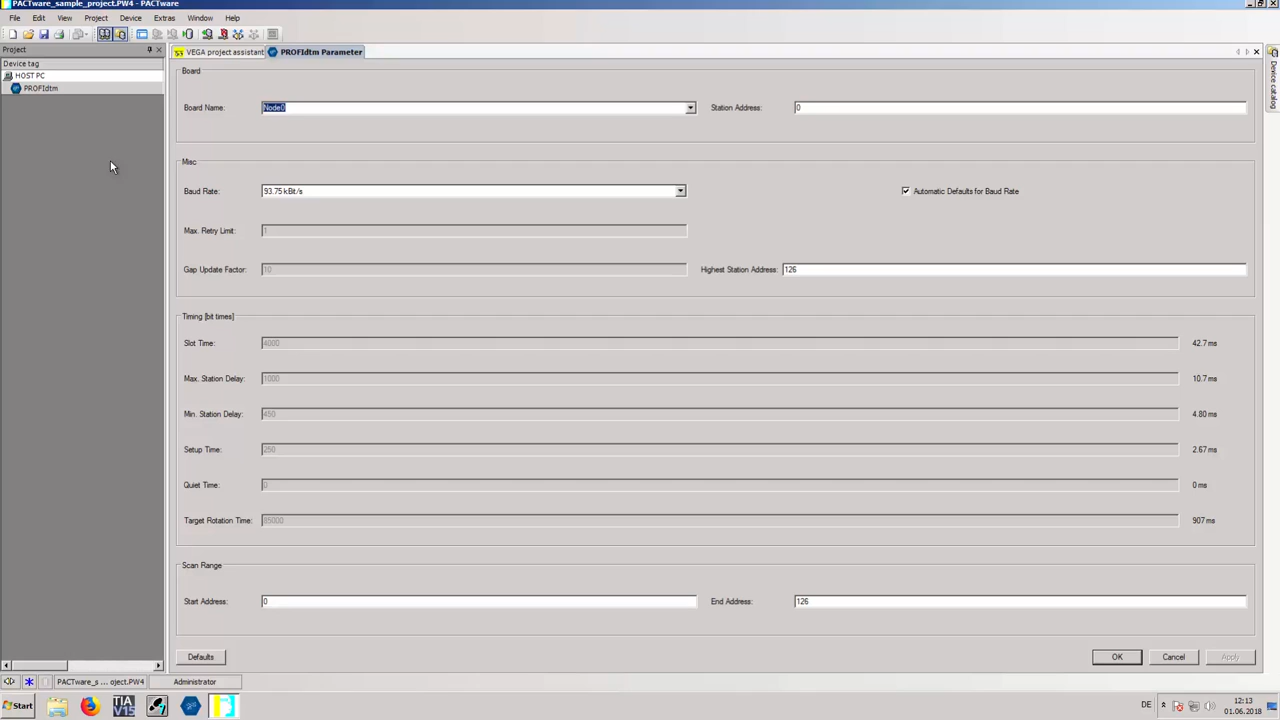 PACTware_sample_project.PW4 - PACTware
File Edit View Project Device Extras Window Help
Project
Device tag
HOST PC
PROFIdtm
VEGA project assistant PROFIdtm Parameter
Device catalog
Board
Board Name: Node0 Station Address: 0
Misc
Baud Rate: 93.75 kBit/s Automatic Defaults for Baud Rate
Max. Retry Limit: 1
Gap Update Factor: 10 Highest Station Address: 126
Timing [bit times]
Slot Time: 4000 42.7 ms
Max. Station Delay: 1000 10.7 ms
Min. Station Delay: 450 4.80 ms
Setup Time: 250 2.67 ms
Quiet Time: 0 0 ms
Target Rotation Time: 85000 907 ms
Scan Range
Start Address: 0 End Address: 126
Defaults OK Cancel Apply
PACTware_s ... oject.PW4 Administrator
Start TIA V15 DE 12:13
01.06.2018